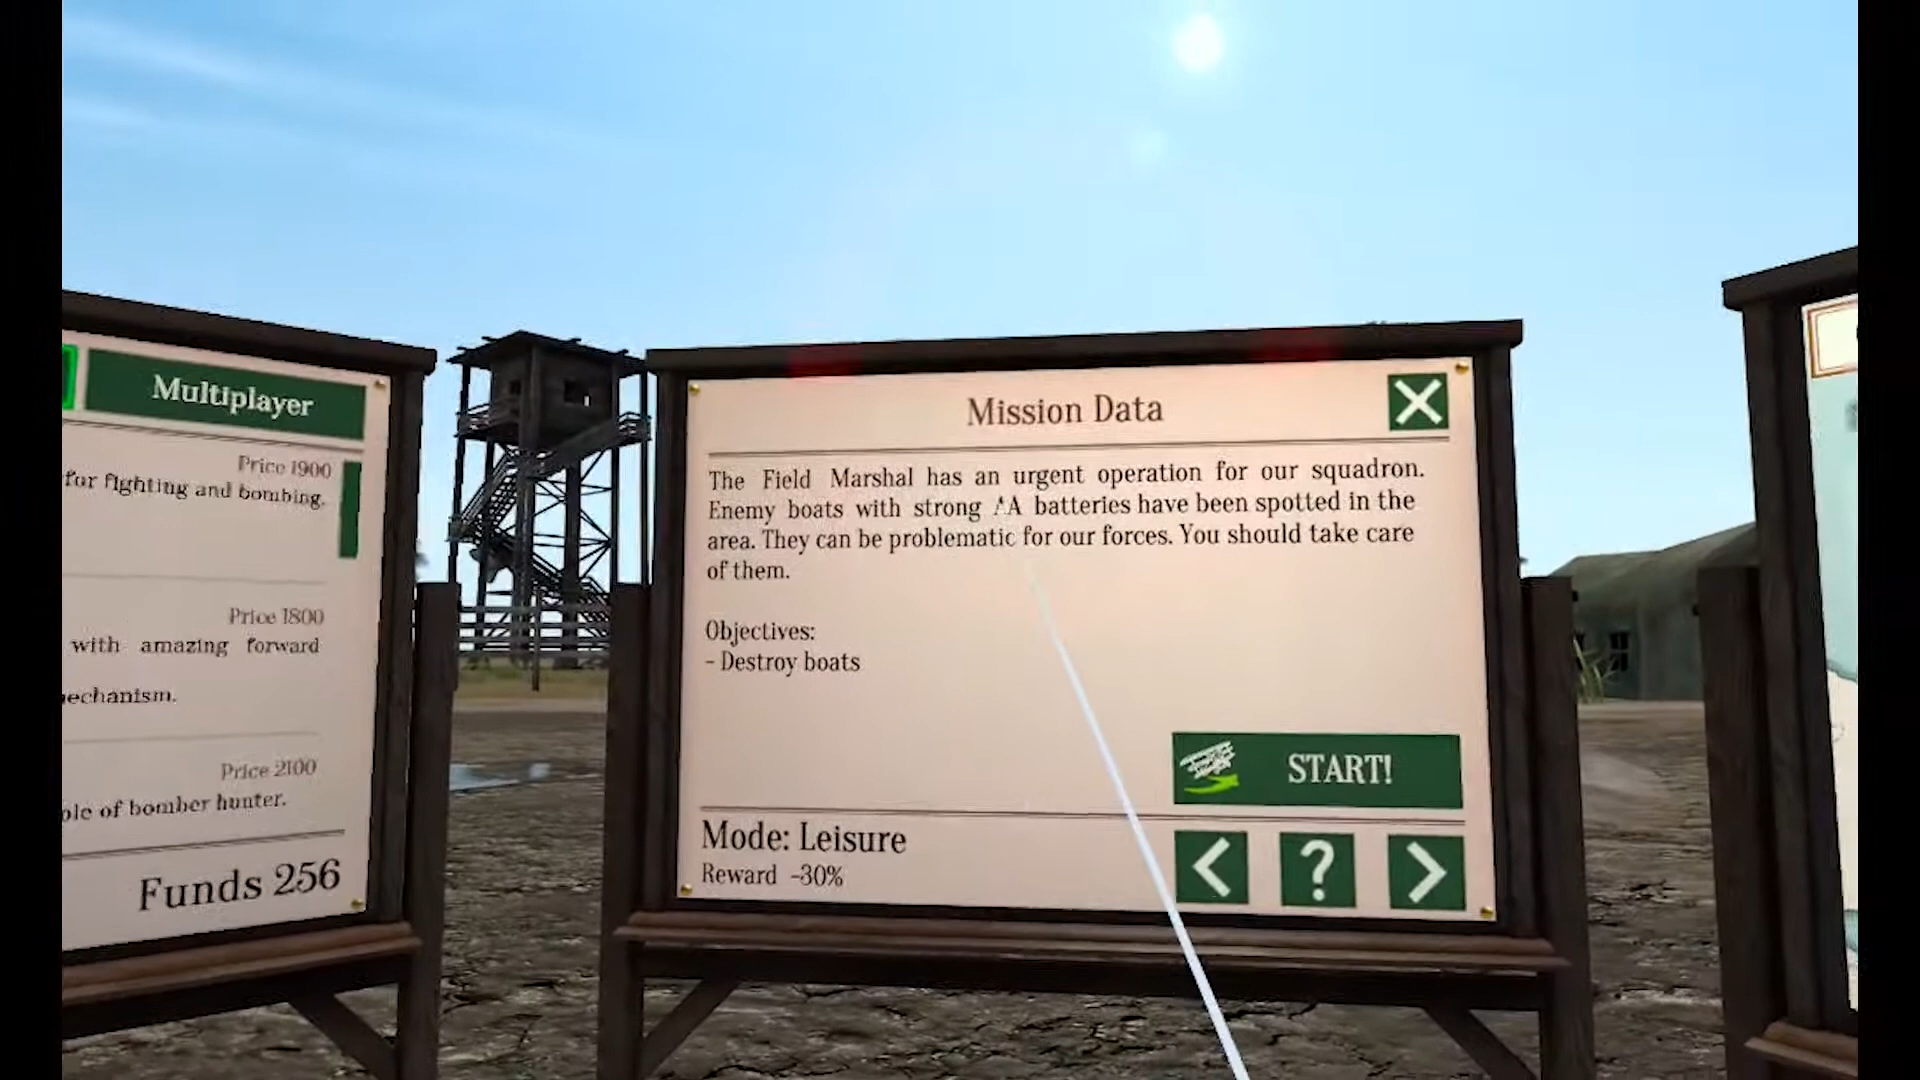 Multiplayer
Price 1900
for fighting and bombing.
Price 1800
with amazing forward
mechanism.
Price 2100
of bomber hunter.
Funds 256
Mission Data
The Field Marshal has an urgent operation for our squadron.
Enemy boats with strong AA batteries have been spotted in the
area. They can be problematic for our forces. You should take care
of them.
Objectives:
- Destroy boats
START!
Mode: Leisure
Reward -30%
?